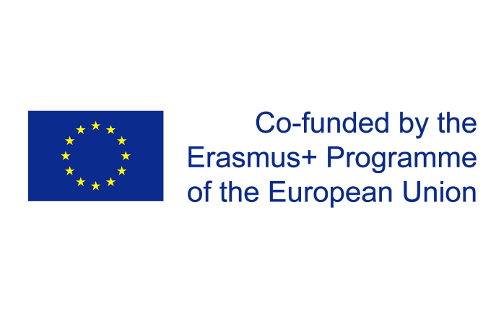 Co-funded by the
Erasmus+ Programme
of the European Union